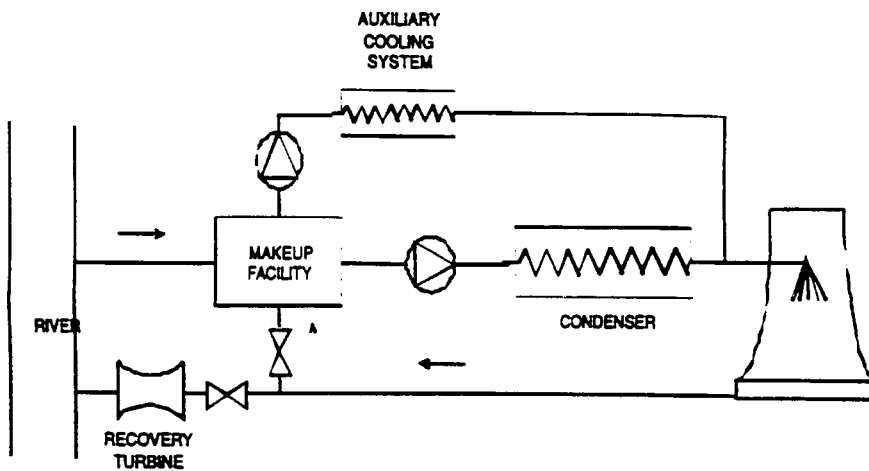 AUXILIARY
COOLING
SYSTEM
MAKEUP
FACILITY
A
CONDENSER
RIVER
RECOVERY
TURBINE